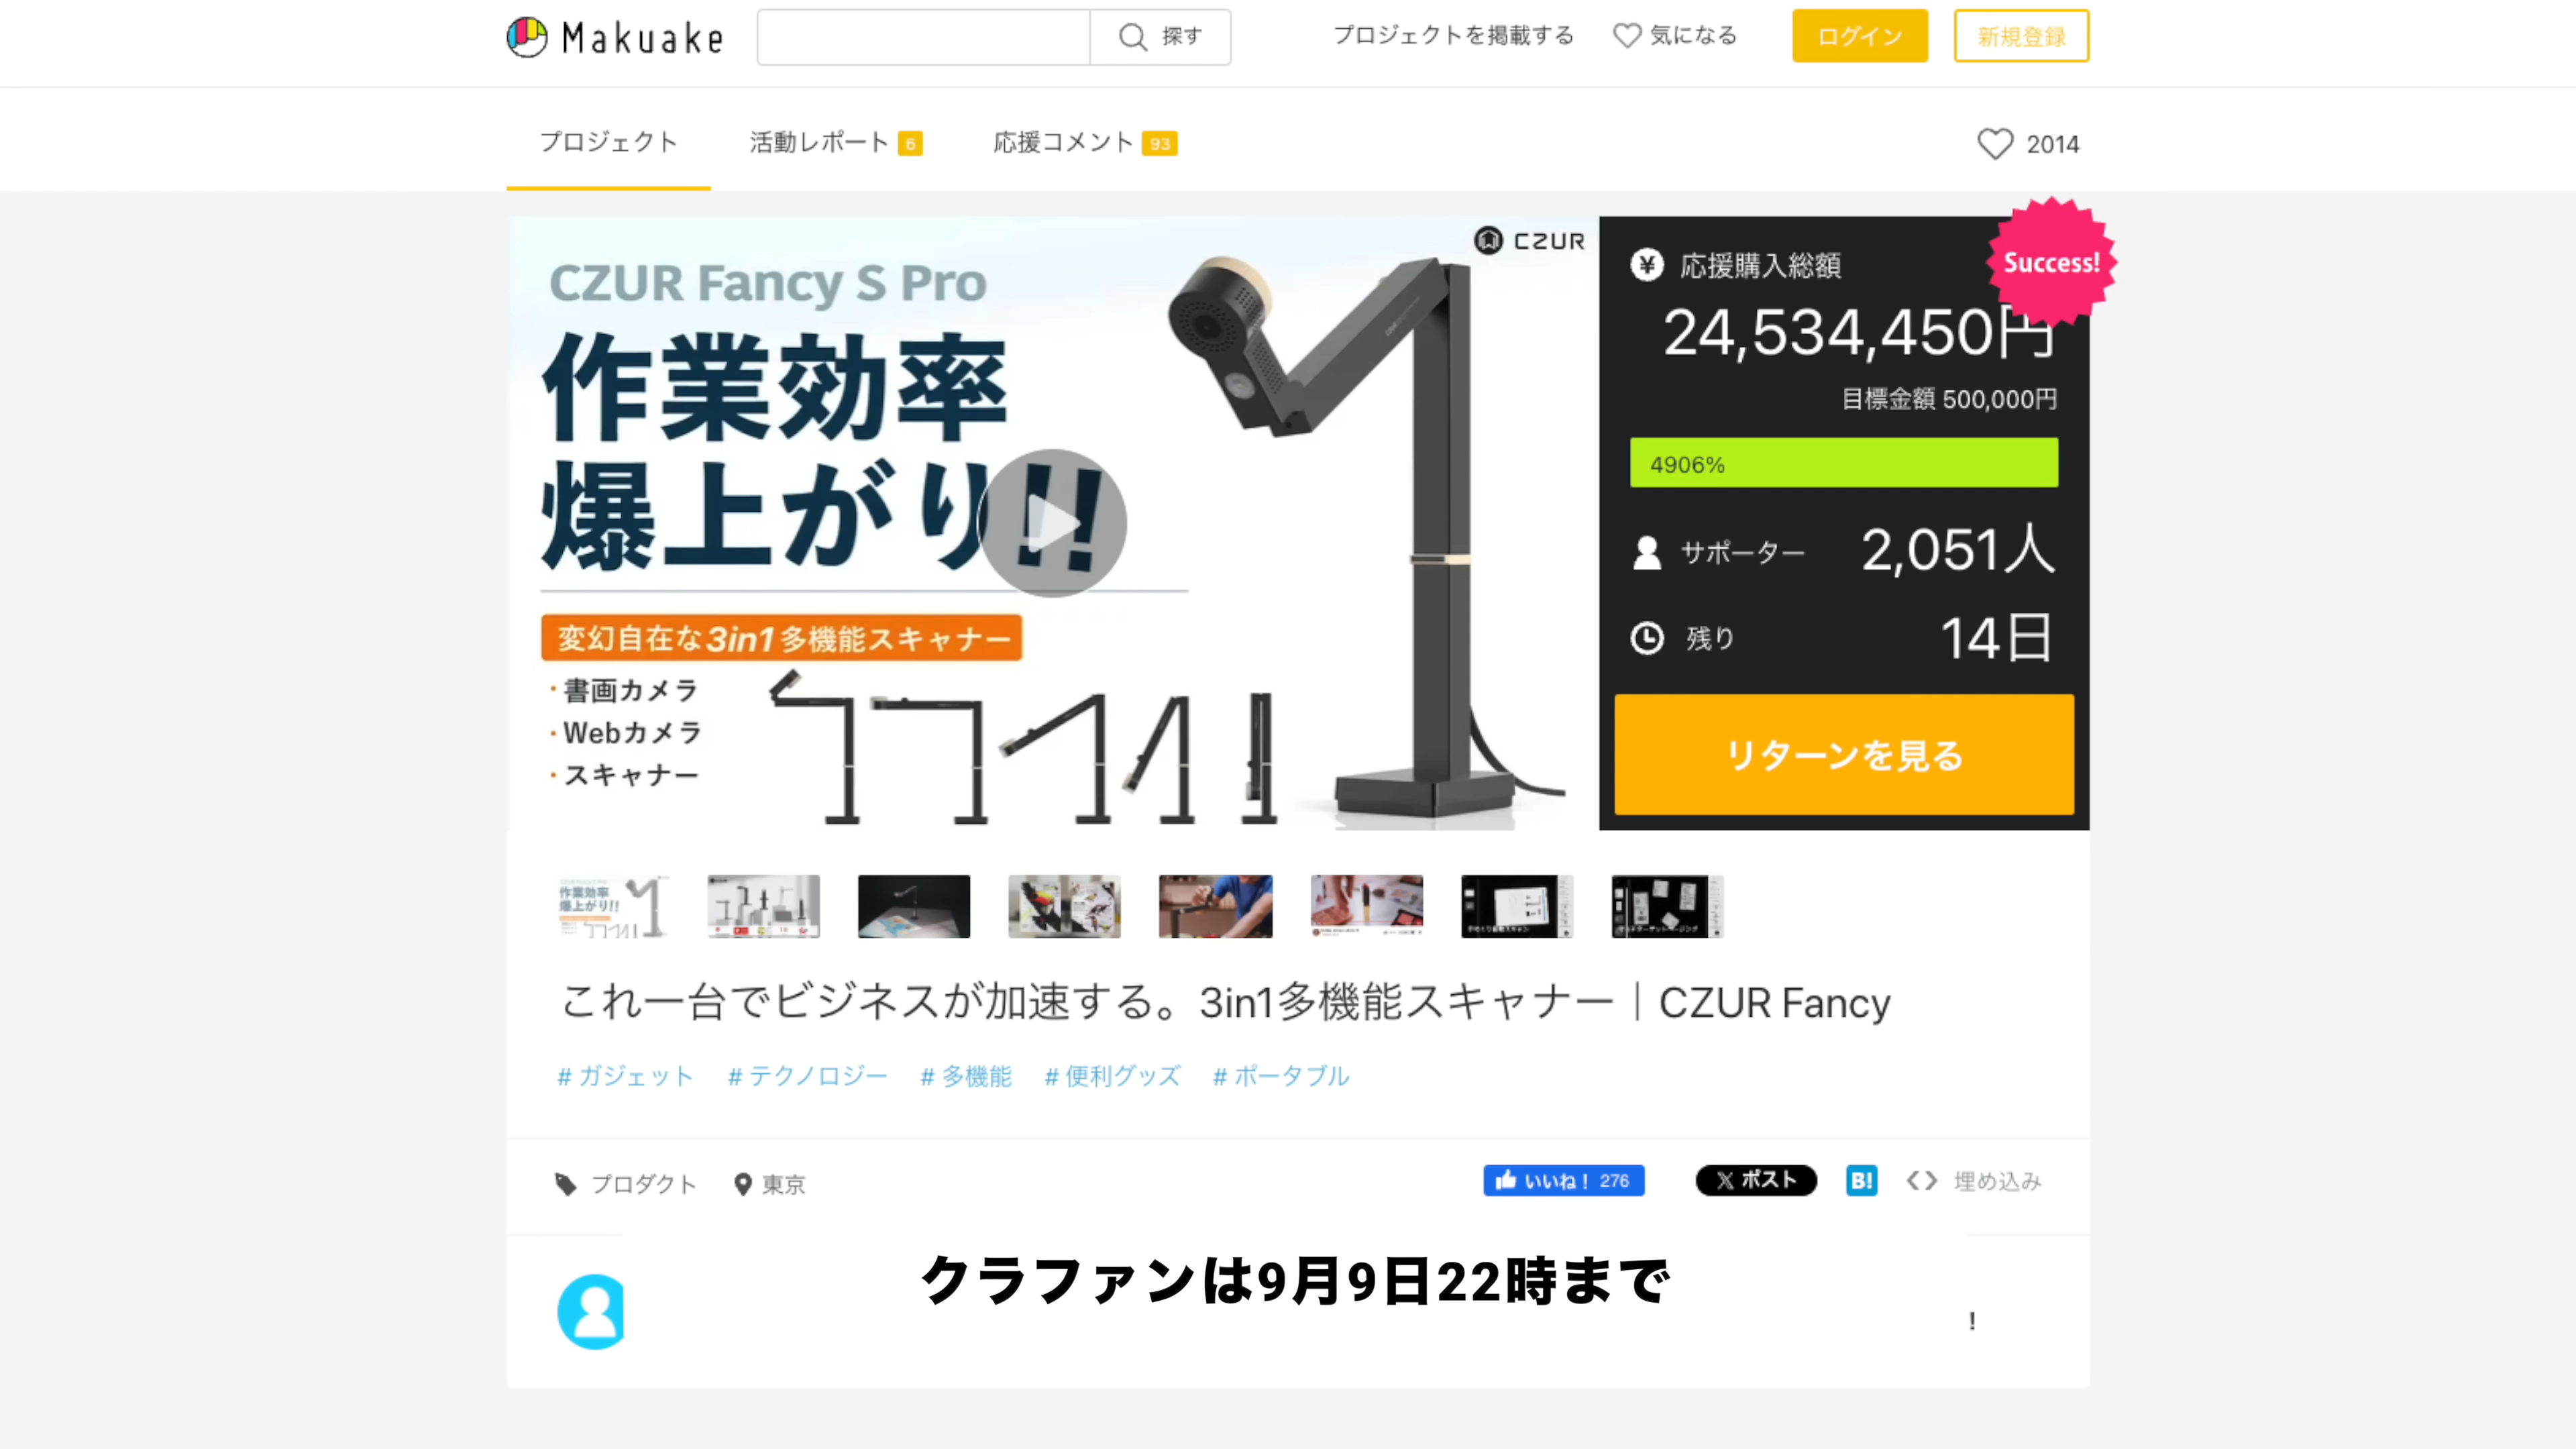 Makuake
探す
プロジェクトを掲載する
気になる
ログイン
新規登録
プロジェクト
活動レポート 6
応援コメント 93
2014
CZUR
CZUR Fancy S Pro
作業効率
爆上がり!!
変幻自在な3in1多機能スキャナー
・書画カメラ
・Webカメラ
・スキャナー
¥ 応援購入総額
Success!
24,534,450円
目標金額 500,000円
4906%
サポーター 2,051人
残り 14日
リターンを見る
作業効率
爆上がり!!
これ一台でビジネスが加速する。3in1多機能スキャナー｜CZUR Fancy
# ガジェット # テクノロジー # 多機能 # 便利グッズ # ポータブル
プロダクト 東京
いいね！ 276
X ポスト
B!
<> 埋め込み
クラファンは9月9日22時まで
!